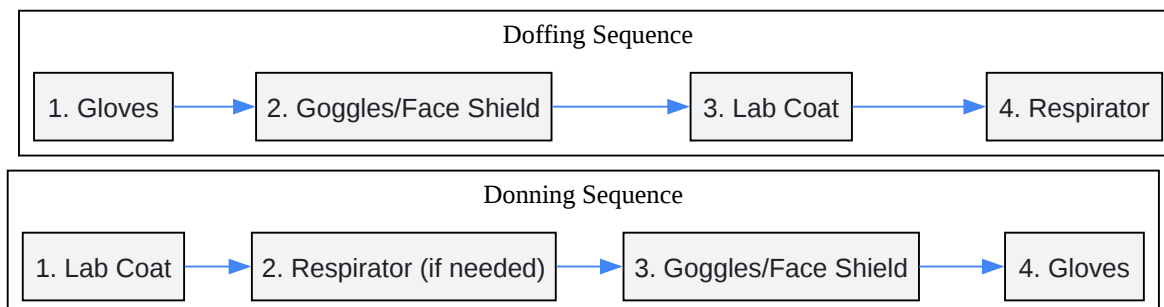 Doffing Sequence
1. Gloves
2. Goggles/Face Shield
3. Lab Coat
4. Respirator
Donning Sequence
1. Lab Coat
2. Respirator (if needed)
3. Goggles/Face Shield
4. Gloves